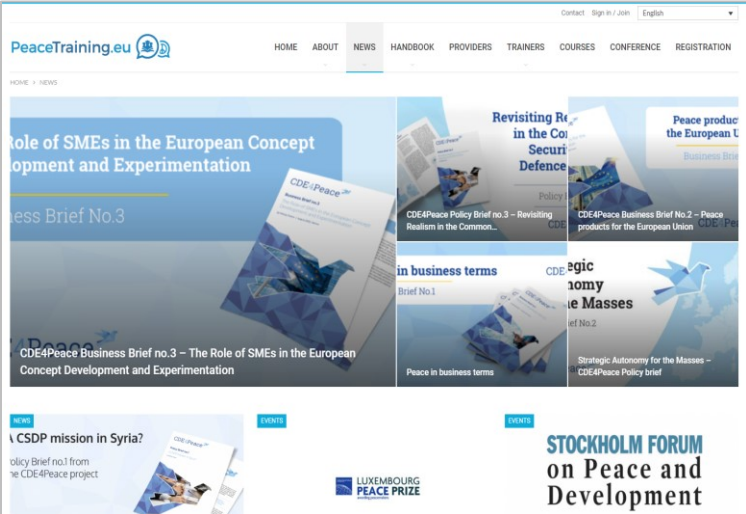 Contact Sign in / Join English
PeaceTraining.eu
HOME ABOUT NEWS HANDBOOK PROVIDERS TRAINERS COURSES CONFERENCE REGISTRATION
HOME > NEWS
Role of SMEs in the European Concept
lopment and Experimentation
ness Brief No.3
CDE4Peace
CDE4Peace Business Brief no.3 – The Role of SMEs in the European
Concept Development and Experimentation
Revisiting Re
in the Co
Securi
Defence
Policy
CDE4Peace Policy Brief no.3 – Revisiting
Realism in the Common...
Peace produc
the European U
Business Brie
CDE4Peace Business Brief No.2 – Peace
products for the European Union
in business terms
Brief No.1
CDE
Peace in business terms
egic
nomy
e Masses
ief No.2
Strategic Autonomy for the Masses –
CDE4Peace Policy brief
NEWS
A CSDP mission in Syria?
olicy Brief no.1 from
he CDE4Peace project
EVENTS
LUXEMBOURG
PEACE PRIZE
EVENTS
STOCKHOLM FORUM
on Peace and
Development